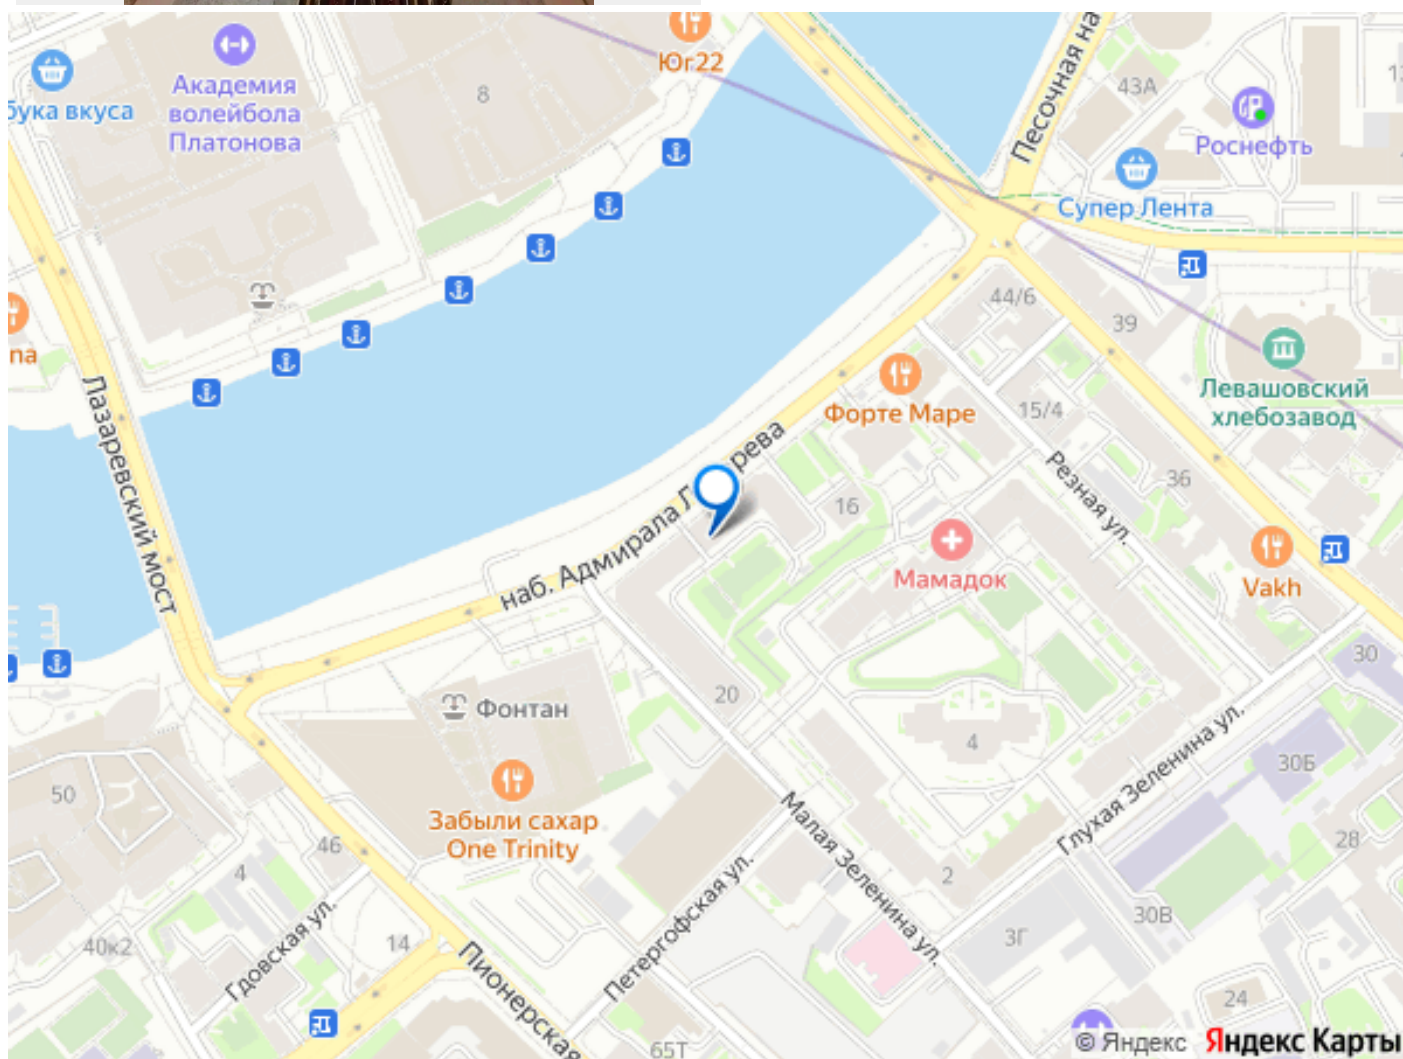 Юг22
Академия
волейбола
Платонова
бука вкуса
8
Песочная на
43А
13
Роснефть
Супер Лента
44/6
39
na
Левашовский
хлебозавод
Форте Маре
15/4
Лазаревский мост
Резная ул.
36
16
наб. Адмирала Л
рева
Мамадок
Vakh
30
20
Фонтан
4
30Б
Глухая Зеленина ул.
50
Забыли сахар
One Trinity
Малая Зеленина ул.
46
4
28
2
Петергофская ул.
30В
Гдовская ул.
14
3Г
40к2
Пионерская
24
65Т
© Яндекс Яндекс Карты